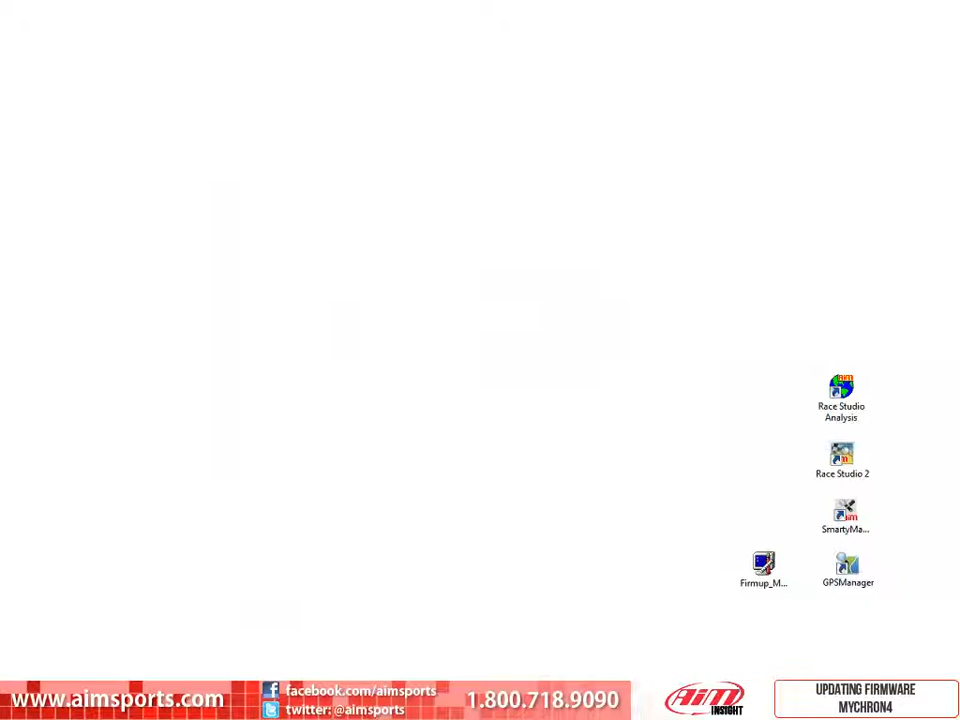 Race Studio
Analysis
Race Studio 2
SmartyMa...
Firmup_M...
GPSManager
www.aimsports.com
facebook.com/aimsports
twitter: @aimsports
1.800.718.9090
AiM
INSIGHT
UPDATING FIRMWARE
MYCHRON4